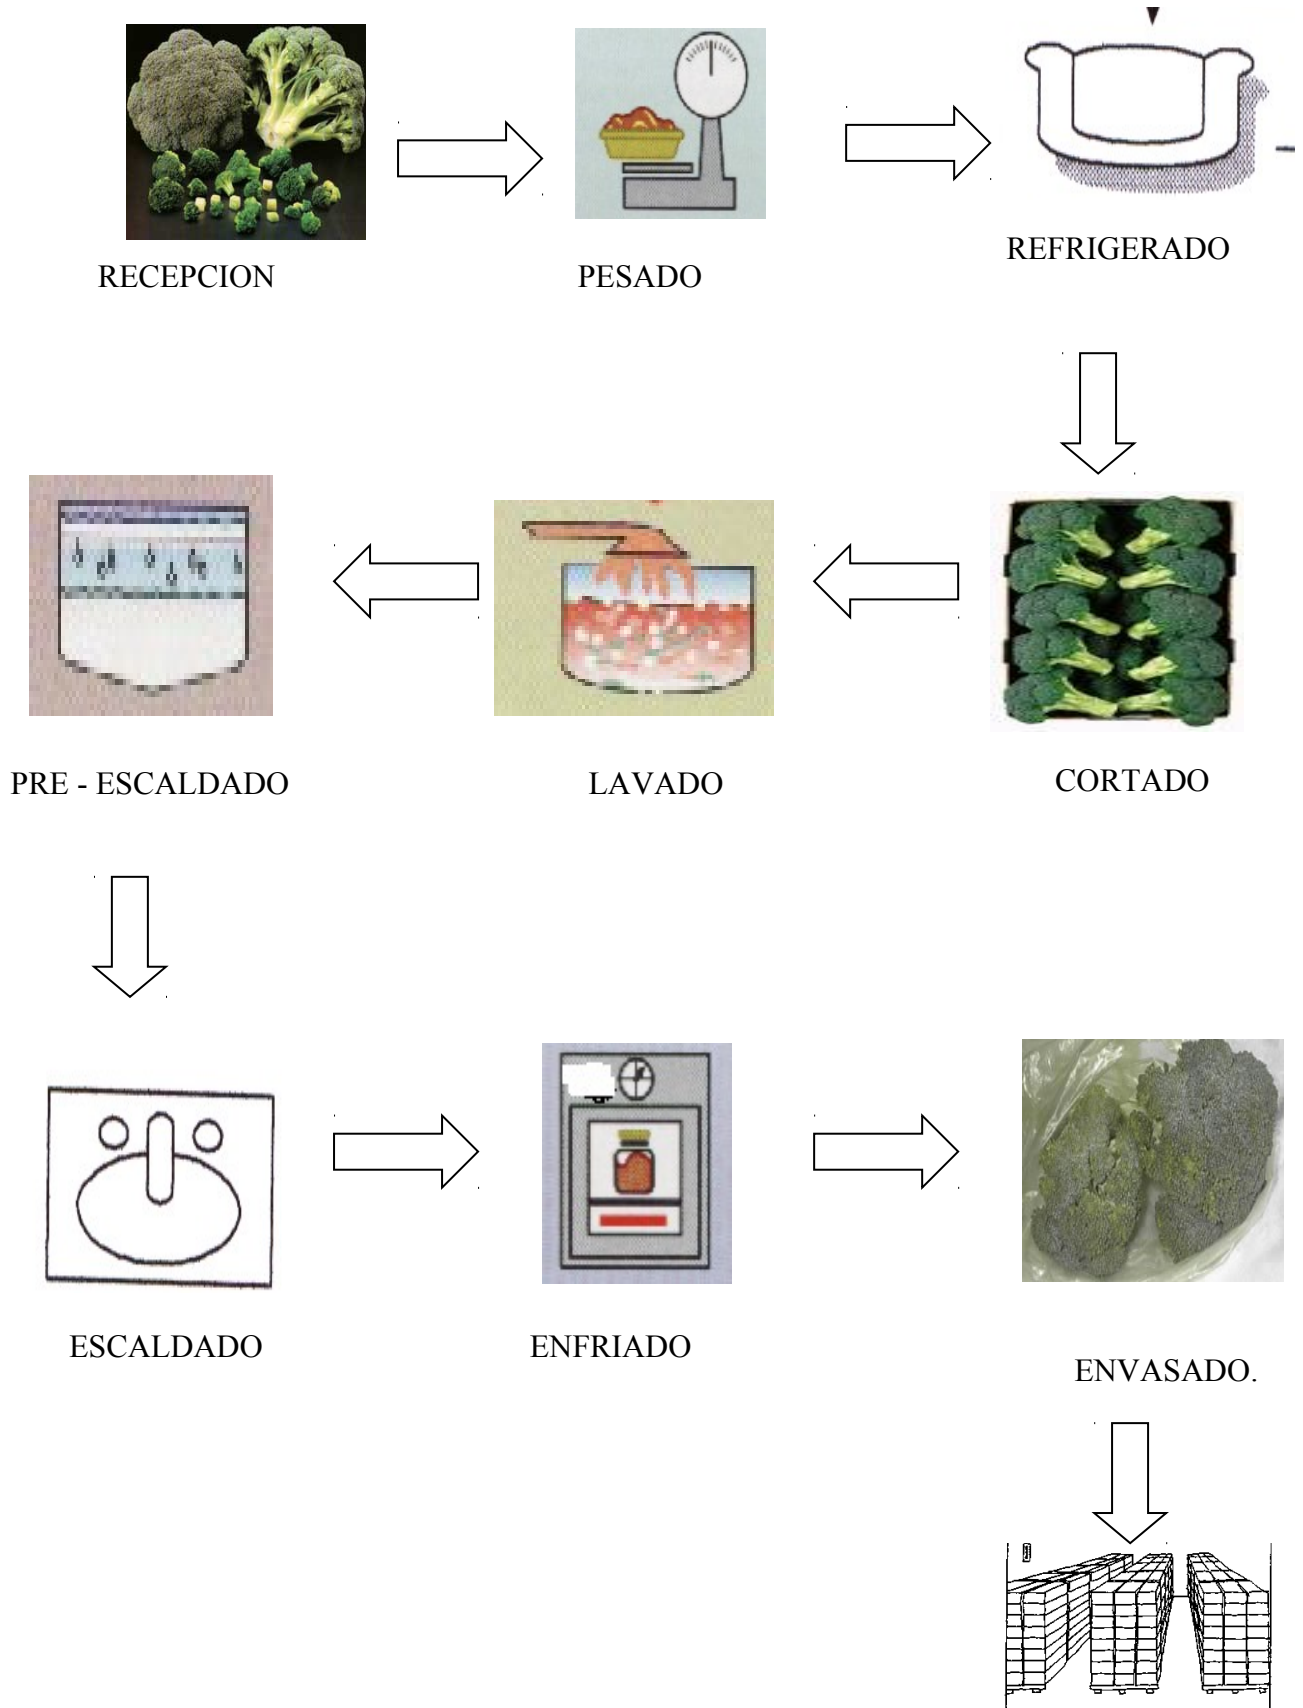 RECEPCION
PESADO
REFRIGERADO
CORTADO
LAVADO
PRE - ESCALDADO
ESCALDADO
ENFRIADO
ENVASADO.